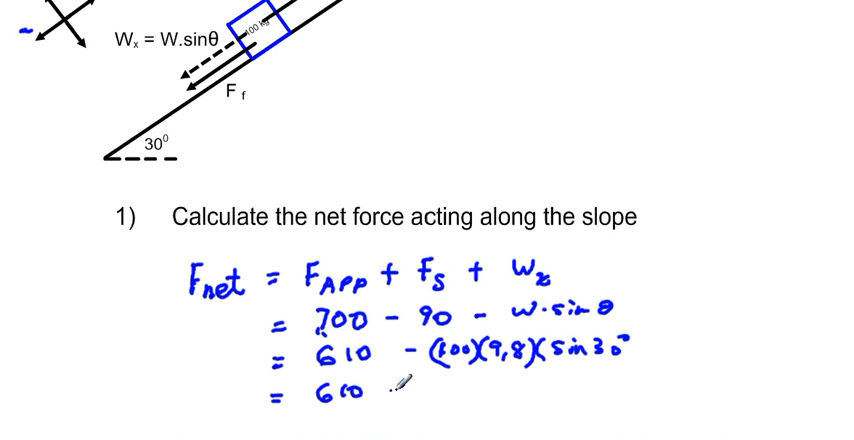 Wx = W.sinθ
100 kg
Ff
30⁰
1) Calculate the net force acting along the slope
Fnet = FAPP + Fs + Wx
= 700 - 90 - W.sin θ
= 610 - (100)(9,8)(sin30°
= 610